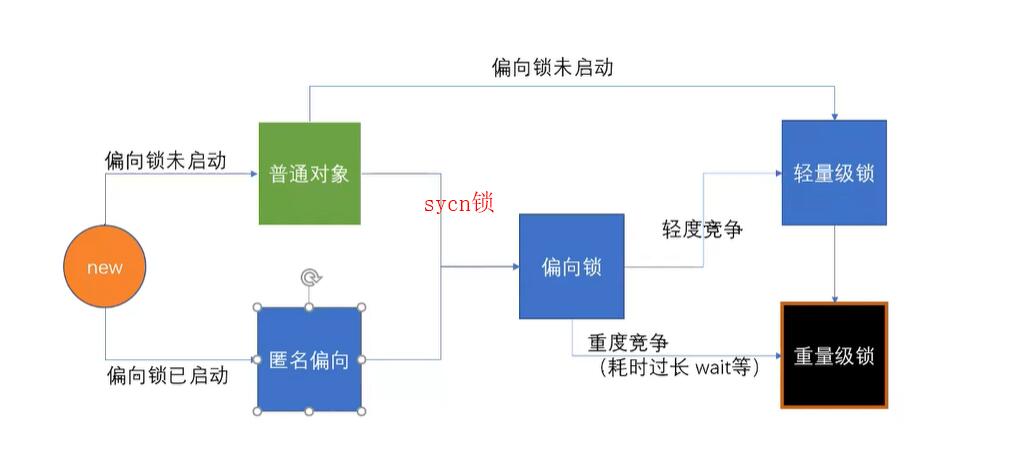 偏向锁未启动
偏向锁未启动
普通对象
轻量级锁
sycn锁
轻度竞争
new
偏向锁
重度竞争
（耗时过长 wait等）
匿名偏向
重量级锁
偏向锁已启动